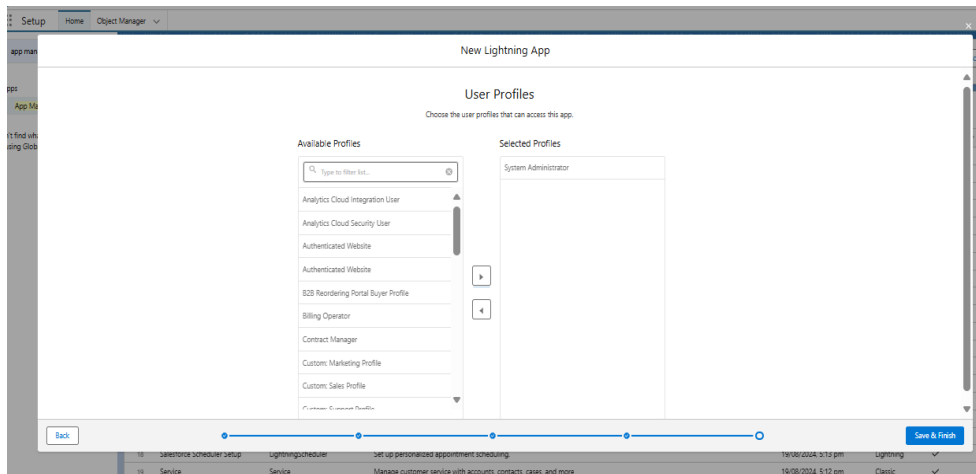 Setup Home Object Manager
New Lightning App
app man
User Profiles
pps
App Ma
Choose the user profiles that can access this app.
't find wh
using Glob
Available Profiles
Selected Profiles
Type to filter list...
System Administrator
Analytics Cloud Integration User
Analytics Cloud Security User
Authenticated Website
Authenticated Website
B2B Reordering Portal Buyer Profile
Billing Operator
Contract Manager
Custom: Marketing Profile
Custom: Sales Profile
Custom: Support Profile
Back
Save & Finish
18 Salesforce Scheduler Setup LightningScheduler Set up personalized appointment scheduling. 19/08/2024, 5:13 pm Lightning
19 Service Service Manage customer service with accounts, contacts, cases, and more 19/08/2024, 5:12 pm Classic